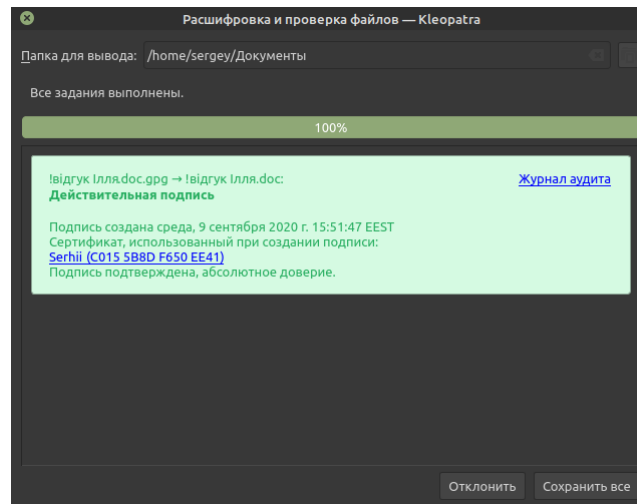 Расшифровка и проверка файлов — Kleopatra
Папка для вывода: /home/sergey/Документы
Все задания выполнены.
100%
!відгук Ілля.doc.gpg → !відгук Ілля.doc: Журнал аудита
Действительная подпись
Подпись создана среда, 9 сентября 2020 г. 15:51:47 EEST
Сертификат, использованный при создании подписи:
Serhii (C015 5B8D F650 EE41)
Подпись подтверждена, абсолютное доверие.
Отклонить Сохранить все